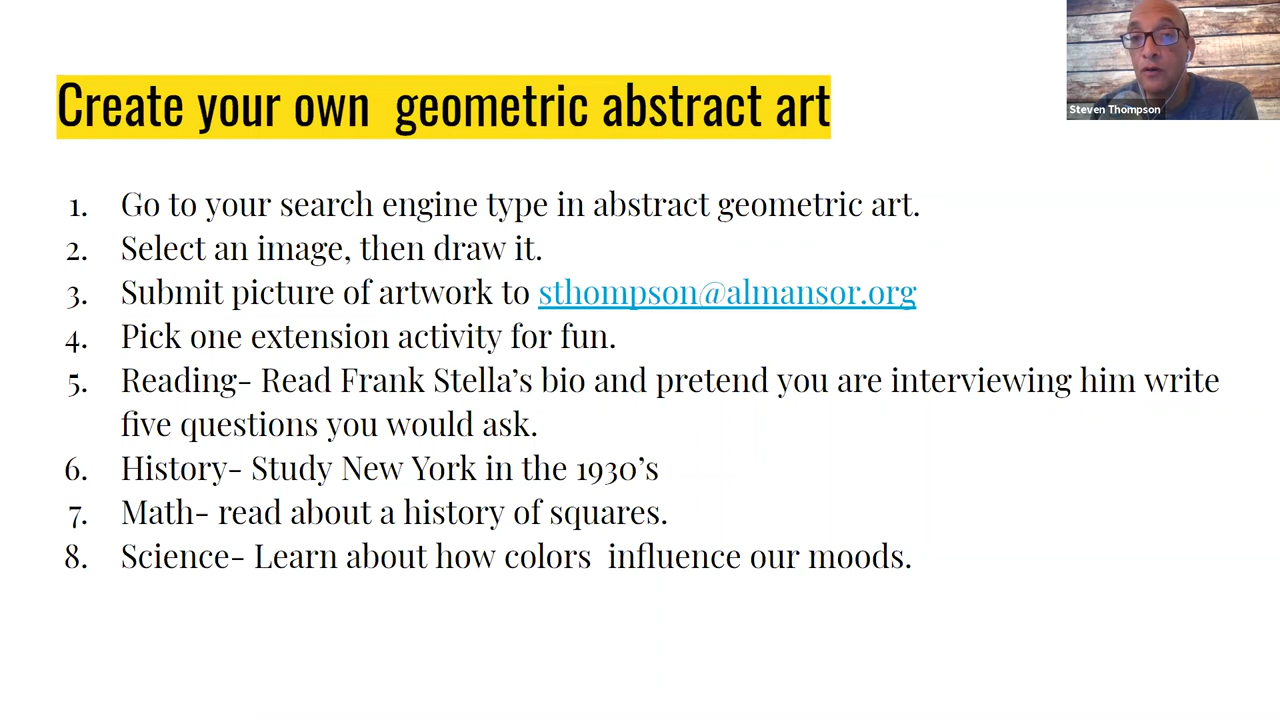 Create your own  geometric abstract art
Steven Thompson
1. Go to your search engine type in abstract geometric art.
2. Select an image, then draw it.
3. Submit picture of artwork to sthompson@almansor.org
4. Pick one extension activity for fun.
5. Reading- Read Frank Stella’s bio and pretend you are interviewing him write
five questions you would ask.
6. History- Study New York in the 1930’s
7. Math- read about a history of squares.
8. Science- Learn about how colors  influence our moods.